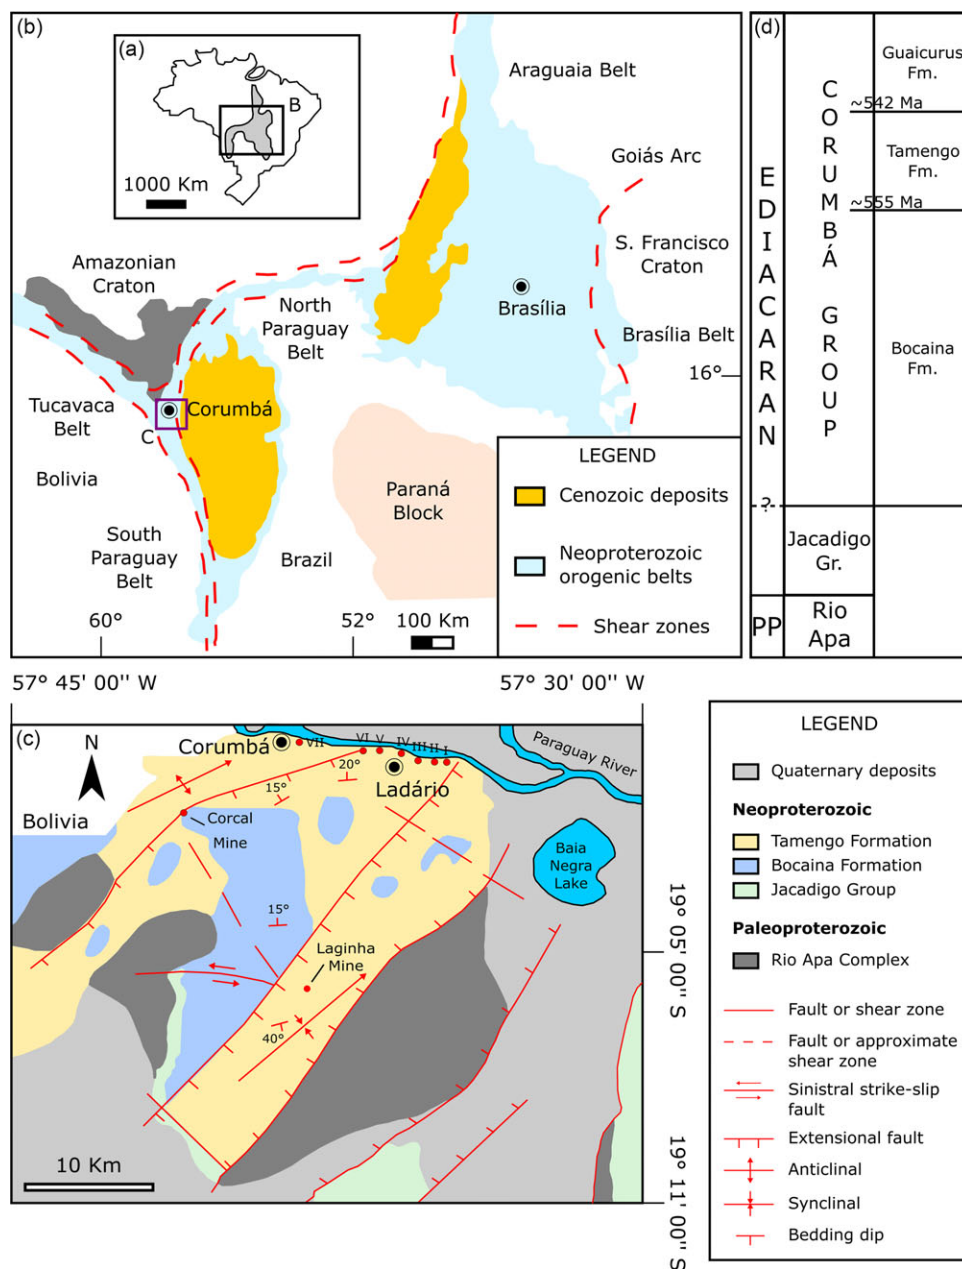 (b)
(a)
B
1000 Km
Araguaia Belt
Goiás Arc
S. Francisco
Craton
Amazonian
Craton
North
Paraguay
Belt
Brasília
Brasília Belt
16°
Tucavaca
Belt
Corumbá
C
Bolivia
Paraná
Block
South
Paraguay
Belt
Brazil
60°
52°
100 Km
LEGEND
Cenozoic deposits
Neoproterozoic
orogenic belts
Shear zones
(d)
EDIACARAN
CORUMBÁ GROUP
Guaicurus
Fm.
~542 Ma
Tamengo
Fm.
~555 Ma
Bocaina
Fm.
?
Jacadigo
Gr.
PP
Rio
Apa
57° 45' 00'' W
57° 30' 00'' W
(c)
N
Corumbá
VII
VI
V
IV
III
II
I
Paraguay River
20°
15°
Ladário
Bolivia
Corcal
Mine
Baia
Negra
Lake
15°
Laginha
Mine
40°
10 Km
19° 05' 00'' S
19° 11' 00'' S
LEGEND
Quaternary deposits
Neoproterozoic
Tamengo Formation
Bocaina Formation
Jacadigo Group
Paleoproterozoic
Rio Apa Complex
Fault or shear zone
Fault or approximate
shear zone
Sinistral strike-slip
fault
Extensional fault
Anticlinal
Synclinal
Bedding dip